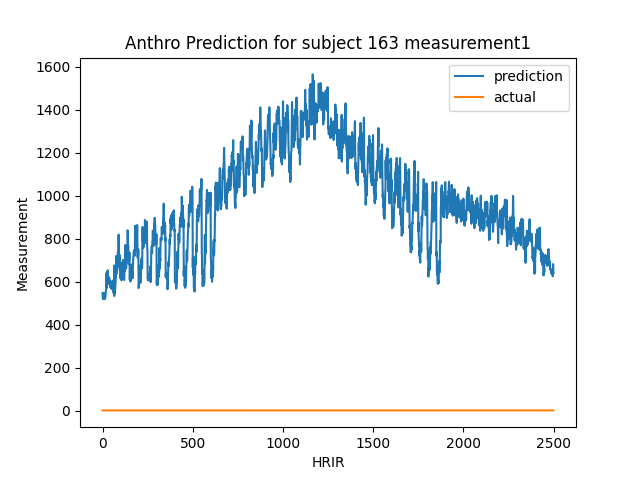 Anthro Prediction for subject 163 measurement1
prediction
actual
Measurement
1600
1400
1200
1000
800
600
400
200
0
0 500 1000 1500 2000 2500
HRIR